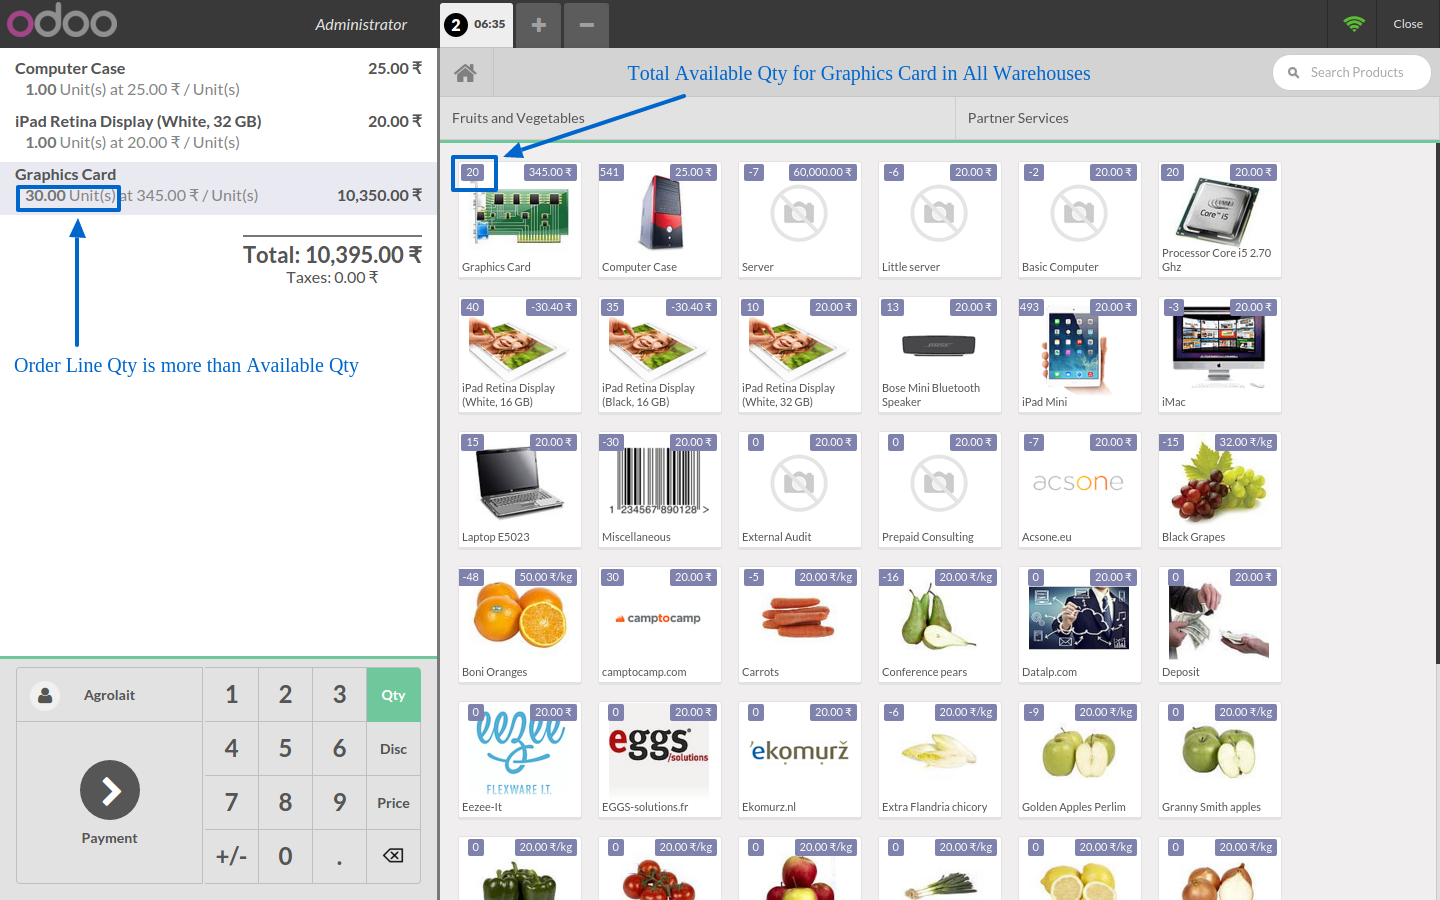 odoo
Administrator
2 06:35
+
−
Close
Computer Case 25.00 ₹
1.00 Unit(s) at 25.00 ₹ / Unit(s)
iPad Retina Display (White, 32 GB) 20.00 ₹
1.00 Unit(s) at 20.00 ₹ / Unit(s)
Graphics Card
30.00 Unit(s) at 345.00 ₹ / Unit(s) 10,350.00 ₹
Total: 10,395.00 ₹
Taxes: 0.00 ₹
Order Line Qty is more than Available Qty
Agrolait
Payment
1 2 3 Qty
4 5 6 Disc
7 8 9 Price
+/- 0 .
Total Available Qty for Graphics Card in All Warehouses
Search Products
Fruits and Vegetables
Partner Services
20 345.00 ₹
Graphics Card
541 25.00 ₹
Computer Case
-7 60,000.00 ₹
Server
-6 20.00 ₹
Little server
-2 20.00 ₹
Basic Computer
20 20.00 ₹
Core i5
Processor Core i5 2.70
Ghz
40 -30.40 ₹
iPad Retina Display
(White, 16 GB)
35 -30.40 ₹
iPad Retina Display
(Black, 16 GB)
10 20.00 ₹
iPad Retina Display
(White, 32 GB)
13 20.00 ₹
BOSE
Bose Mini Bluetooth
Speaker
493 20.00 ₹
iPad Mini
-3 20.00 ₹
iMac
15 20.00 ₹
Laptop E5023
-30 20.00 ₹
1 234567 890128 >
Miscellaneous
0 20.00 ₹
External Audit
0 20.00 ₹
Prepaid Consulting
-7 20.00 ₹
acsone
Acsone.eu
-15 32.00 ₹/kg
Black Grapes
-48 50.00 ₹/kg
Boni Oranges
30 20.00 ₹
camptocamp
camptocamp.com
-5 20.00 ₹/kg
Carrots
-16 20.00 ₹/kg
Conference pears
0 20.00 ₹
Datalp.com
0 20.00 ₹
Deposit
0 20.00 ₹
eezee
FLEXWARE I.T.
Eezee-It
0 20.00 ₹
eggs
/solutions
EGGS-solutions.fr
0 20.00 ₹
'ekomurž
Ekomurz.nl
-6 20.00 ₹/kg
Extra Flandria chicory
-9 20.00 ₹/kg
Golden Apples Perlim
0 20.00 ₹/kg
Granny Smith apples
0 20.00 ₹/kg
0 20.00 ₹/kg
0 20.00 ₹/kg
0 20.00 ₹/kg
0 20.00 ₹/kg
0 20.00 ₹/kg